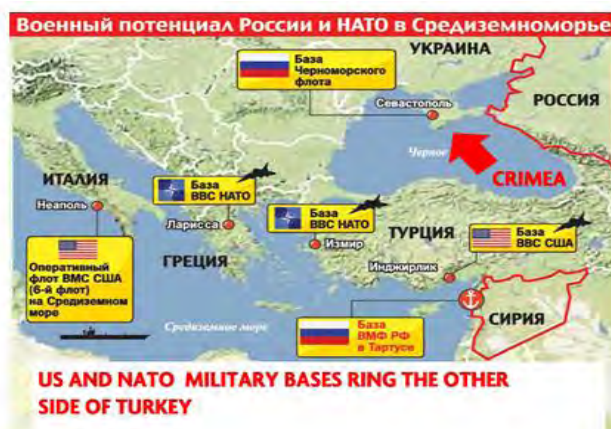 Военный потенциал России и НАТО в Средиземноморье
УКРАИНА
База
Черноморского
флота
Севастополь
РОССИЯ
Черное
CRIMEA
ИТАЛИЯ
Неаполь
База
ВВС НАТО
Ларисса
ГРЕЦИЯ
База
ВВС НАТО
Измир
ТУРЦИЯ
База
ВВС США
Инджирлик
Оперативный
флот ВМС США
(6-й флот)
на Средиземном
море
Средиземное море
База
ВМФ РФ
в Тартусе
СИРИЯ
US AND NATO MILITARY BASES RING THE OTHER
SIDE OF TURKEY